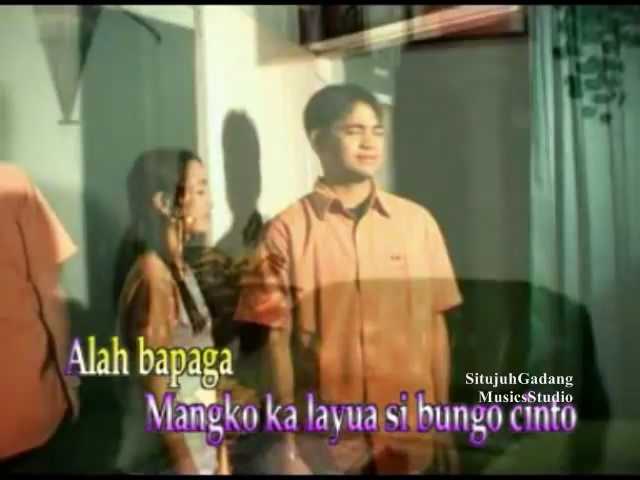 Alah bapaga
SitujuhGadang
MusicsStudio
Mangko ka layua si bungo cinto